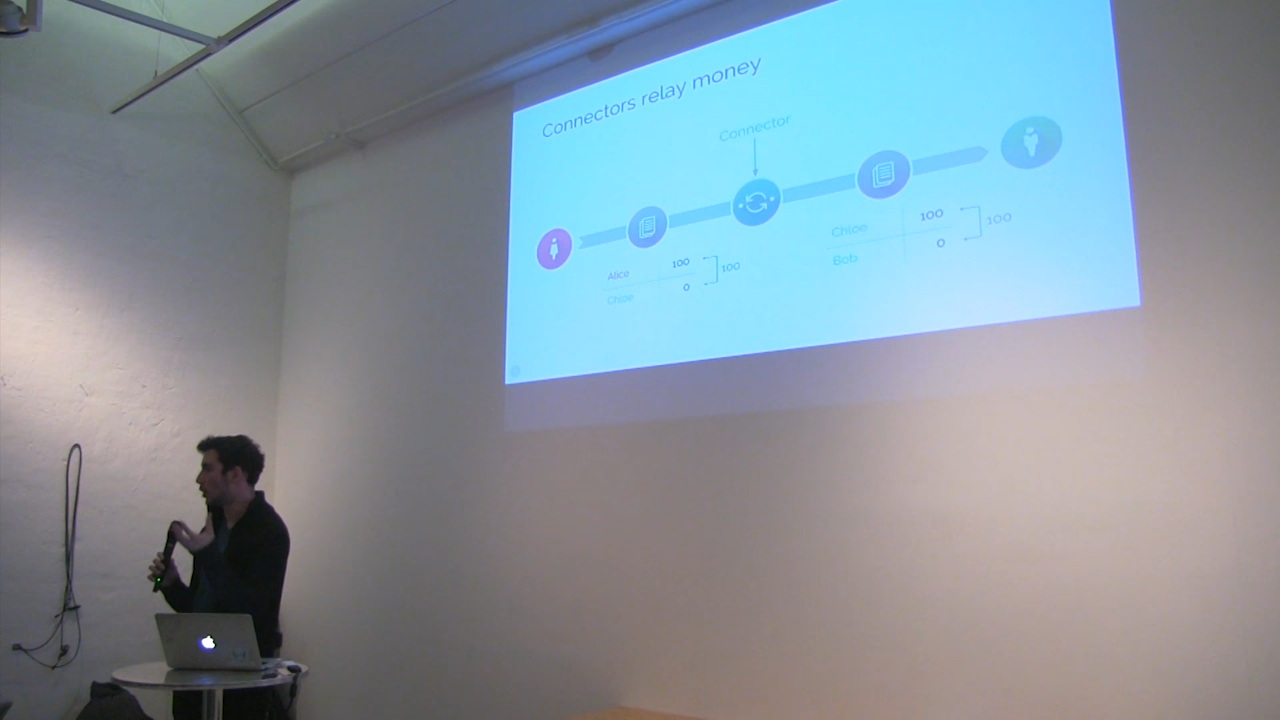 Connectors relay money
Connector
Alice 100
Chloe 0
100
Chloe 100
Bob 0
100